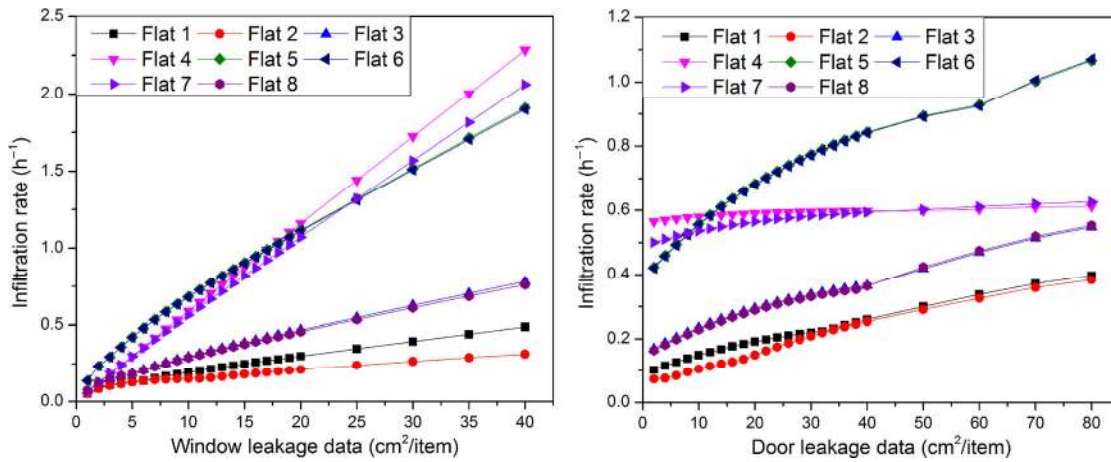 2.5
2.0
1.5
1.0
0.5
0.0
Infiltration rate (h⁻¹)
Flat 1 Flat 2 Flat 3
Flat 4 Flat 5 Flat 6
Flat 7 Flat 8
0 5 10 15 20 25 30 35 40
Window leakage data (cm²/item)
1.2
1.0
0.8
0.6
0.4
0.2
0.0
Infiltration rate (h⁻¹)
Flat 1 Flat 2 Flat 3
Flat 4 Flat 5 Flat 6
Flat 7 Flat 8
0 10 20 30 40 50 60 70 80
Door leakage data (cm²/item)